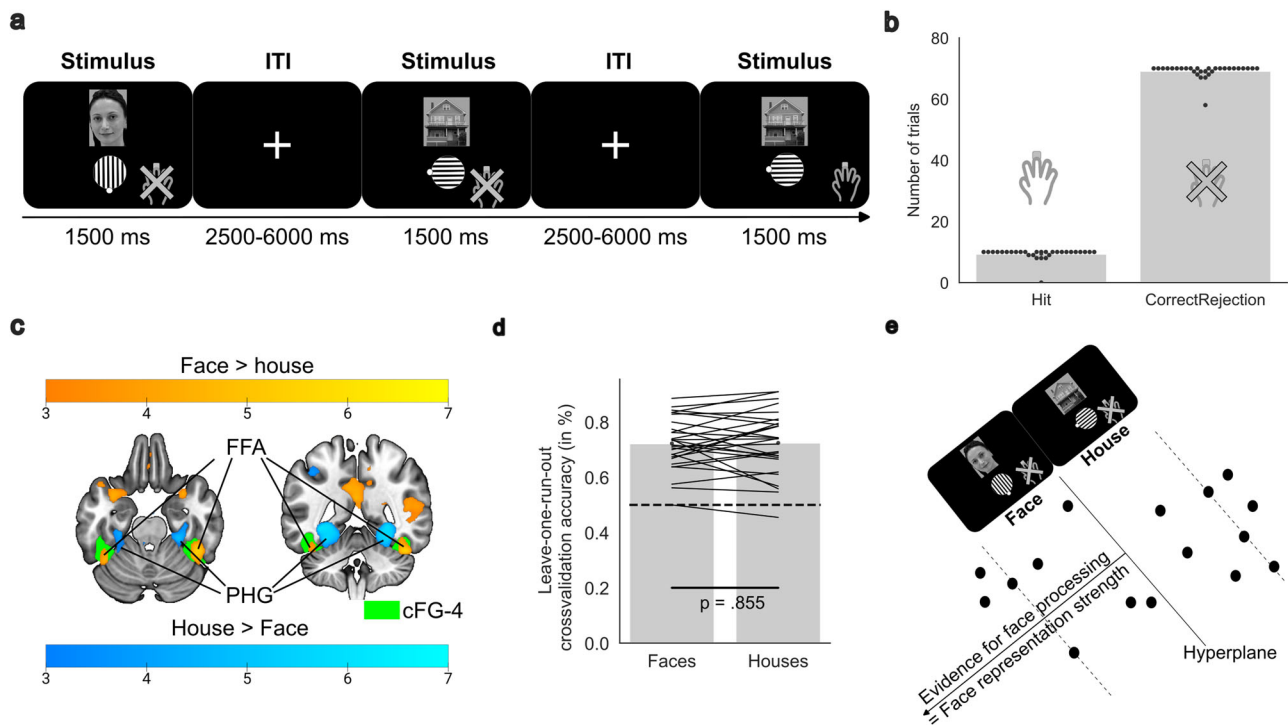 a
Stimulus ITI Stimulus ITI Stimulus
1500 ms 2500-6000 ms 1500 ms 2500-6000 ms 1500 ms
b
Number of trials
80
60
40
20
0
Hit CorrectRejection
c
Face > house
3 4 5 6 7
FFA
PHG
cFG-4
House > Face
3 4 5 6 7
d
Leave-one-run-out
crossvalidation accuracy (in %)
0.8
0.6
0.4
0.2
0.0
p = .855
Faces Houses
e
House
Face
Evidence for face processing
= Face representation strength
Hyperplane